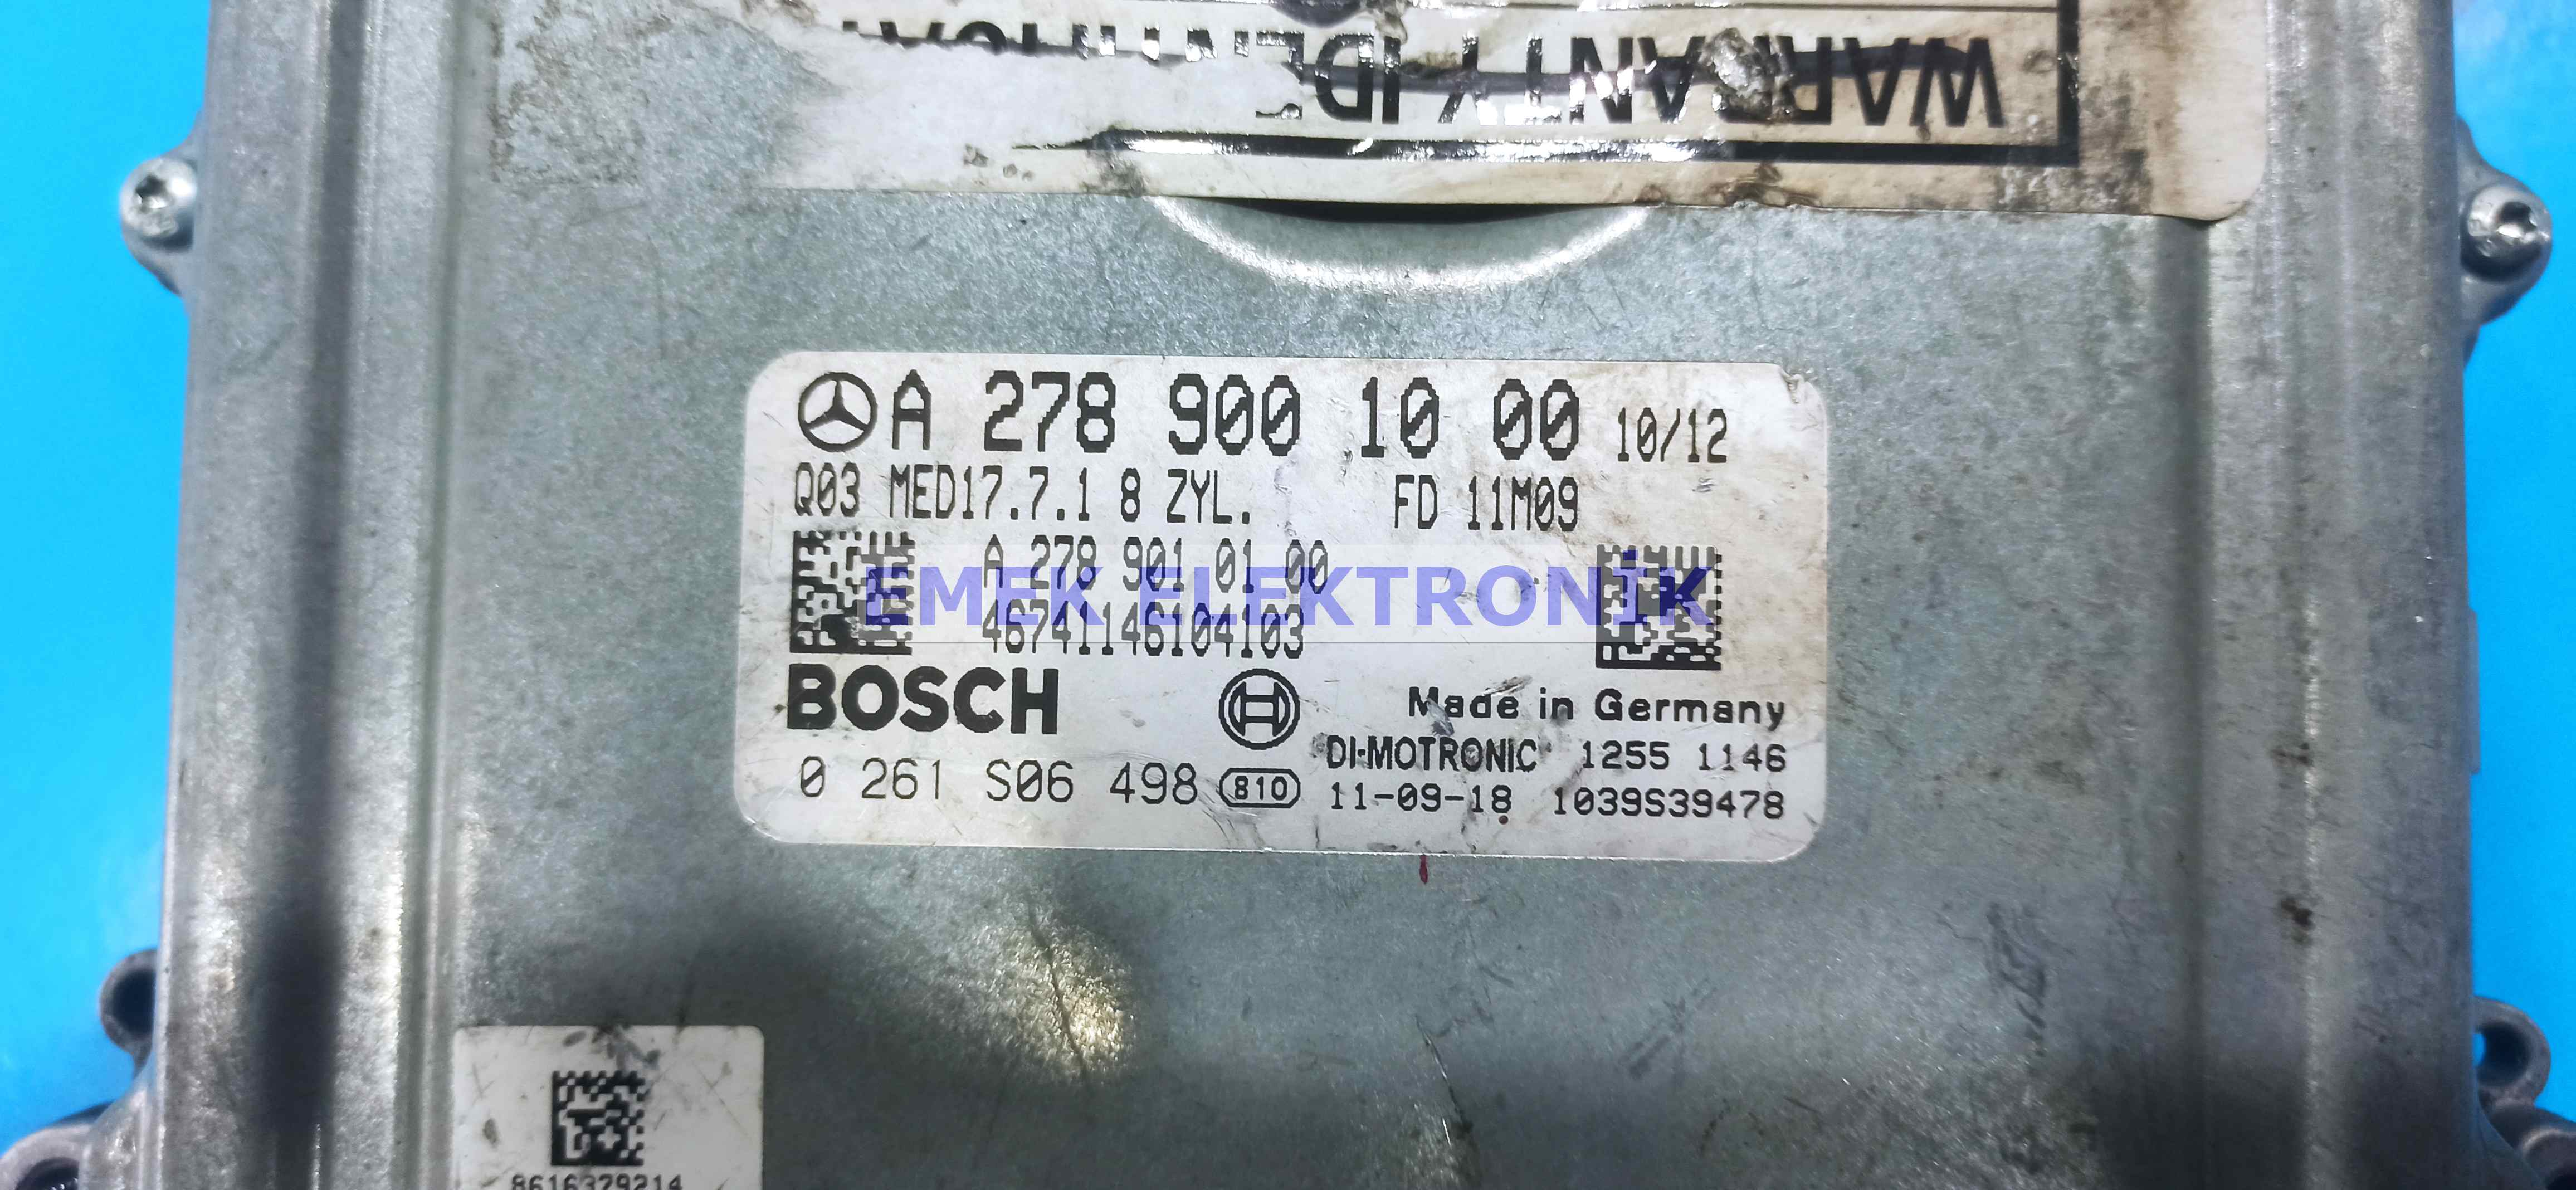 WARRANTY IDENTIFICAT
A 278 900 10 00 10/12
Q03 MED17.7.1 8 ZYL. FD 11M09
A 278 901 01 00
EMEK ELEKTRONİK
46741146104103
BOSCH
Made in Germany
DI-MOTRONIC 1255 1146
0 261 S06 498 810 11-09-18 1039S39478
8616379214